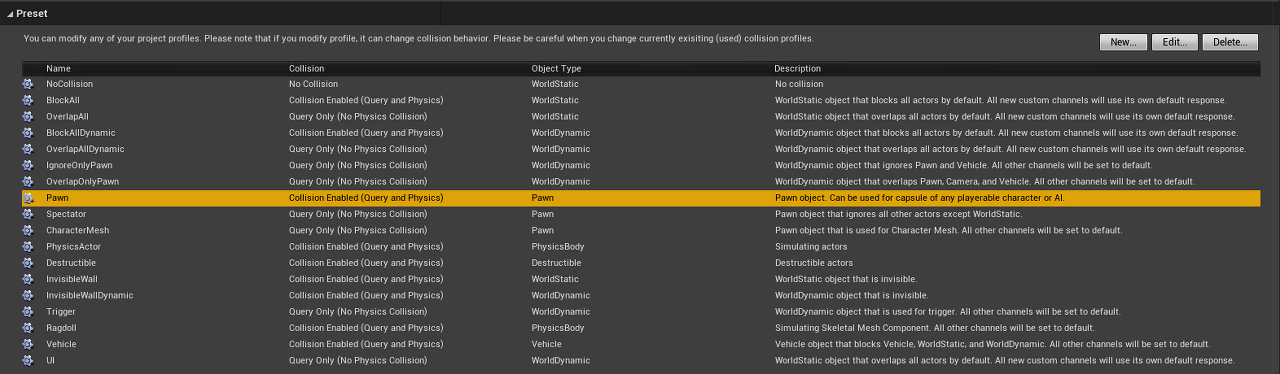 Preset
You can modify any of your project profiles. Please note that if you modify profile, it can change collision behavior. Please be careful when you change currently exisiting (used) collision profiles.
New... Edit... Delete...
Name Collision Object Type Description
NoCollision No Collision WorldStatic No collision
BlockAll Collision Enabled (Query and Physics) WorldStatic WorldStatic object that blocks all actors by default. All new custom channels will use its own default response.
OverlapAll Query Only (No Physics Collision) WorldStatic WorldStatic object that overlaps all actors by default. All new custom channels will use its own default response.
BlockAllDynamic Collision Enabled (Query and Physics) WorldDynamic WorldDynamic object that blocks all actors by default. All new custom channels will use its own default response.
OverlapAllDynamic Query Only (No Physics Collision) WorldDynamic WorldDynamic object that overlaps all actors by default. All new custom channels will use its own default response.
IgnoreOnlyPawn Query Only (No Physics Collision) WorldDynamic WorldDynamic object that ignores Pawn and Vehicle. All other channels will be set to default.
OverlapOnlyPawn Query Only (No Physics Collision) WorldDynamic WorldDynamic object that overlaps Pawn, Camera, and Vehicle. All other channels will be set to default.
Pawn Collision Enabled (Query and Physics) Pawn Pawn object. Can be used for capsule of any playerable character or AI.
Spectator Query Only (No Physics Collision) Pawn Pawn object that ignores all other actors except WorldStatic.
CharacterMesh Query Only (No Physics Collision) Pawn Pawn object that is used for Character Mesh. All other channels will be set to default.
PhysicsActor Collision Enabled (Query and Physics) PhysicsBody Simulating actors
Destructible Collision Enabled (Query and Physics) Destructible Destructible actors
InvisibleWall Collision Enabled (Query and Physics) WorldStatic WorldStatic object that is invisible.
InvisibleWallDynamic Collision Enabled (Query and Physics) WorldDynamic WorldDynamic object that is invisible.
Trigger Query Only (No Physics Collision) WorldDynamic WorldDynamic object that is used for trigger. All other channels will be set to default.
Ragdoll Collision Enabled (Query and Physics) PhysicsBody Simulating Skeletal Mesh Component. All other channels will be set to default.
Vehicle Collision Enabled (Query and Physics) Vehicle Vehicle object that blocks Vehicle, WorldStatic, and WorldDynamic. All other channels will be set to default.
UI Query Only (No Physics Collision) WorldDynamic WorldStatic object that overlaps all actors by default. All new custom channels will use its own default response.